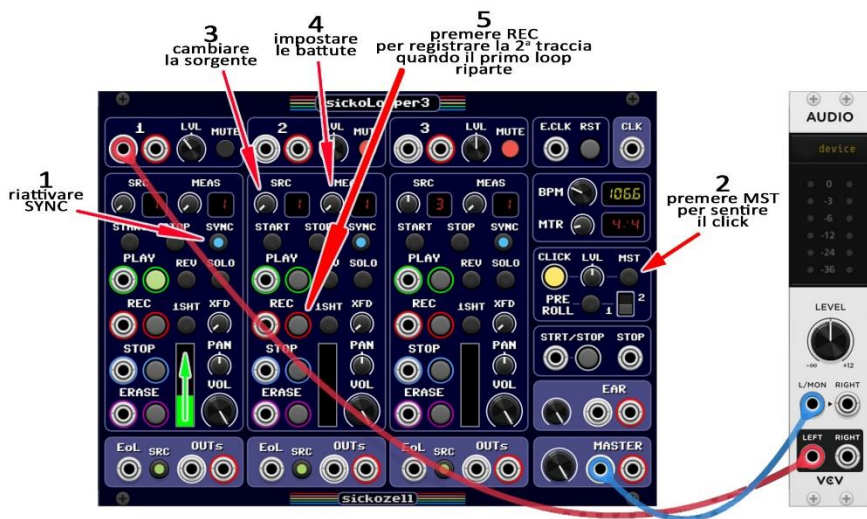 3
cambiare
la sorgente
4
impostare
le battute
5
premere REC
per registrare la 2ª traccia
quando il primo loop
riparte
1
riattivare
SYNC
2
premere MST
per sentire
il click
sickoLooper3
1 LVL MUTE
2 VL MU
3 LVL MUTE
E.CLK RST CLK
SRC MEAS
1 1
START TOP SYNC
PLAY REV SOLO
REC 1SHT XFD
STOP PAN
ERASE VOL
SRC ME
1 1
START STOP SYNC
PLAY REV SOLO
REC 1SHT XFD
STOP PAN
ERASE VOL
SRC MEAS
3 1
START STOP SYNC
PLAY REV SOLO
REC 1SHT XFD
STOP PAN
ERASE VOL
BPM 106.6
MTR 4/4
CLICK LVL MST
PRE
ROLL 1 2
STRT/STOP STOP
EAR
MASTER
EoL SRC OUTs
EoL SRC OUTs
EoL SRC OUTs
sickozell
AUDIO
device
0
-3
-6
-12
-24
-36
LEVEL
-∞ +12
L/MON RIGHT
LEFT RIGHT
VCV